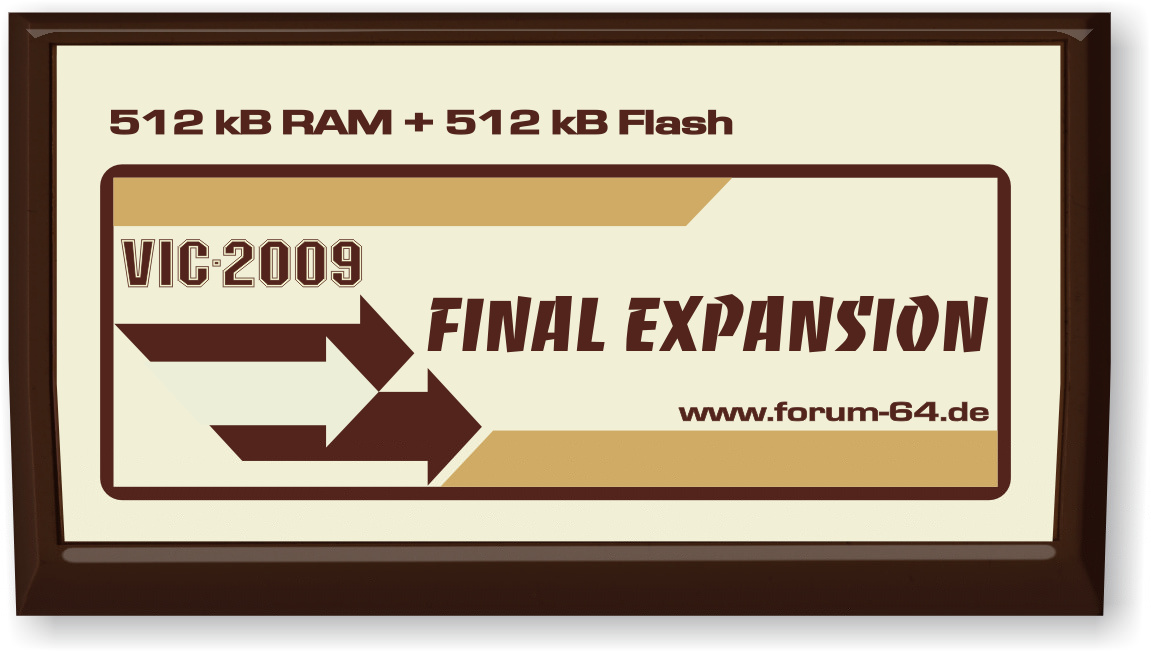 512 kB RAM + 512 kB Flash
VIC·2009
FINAL EXPANSION
www.forum-64.de